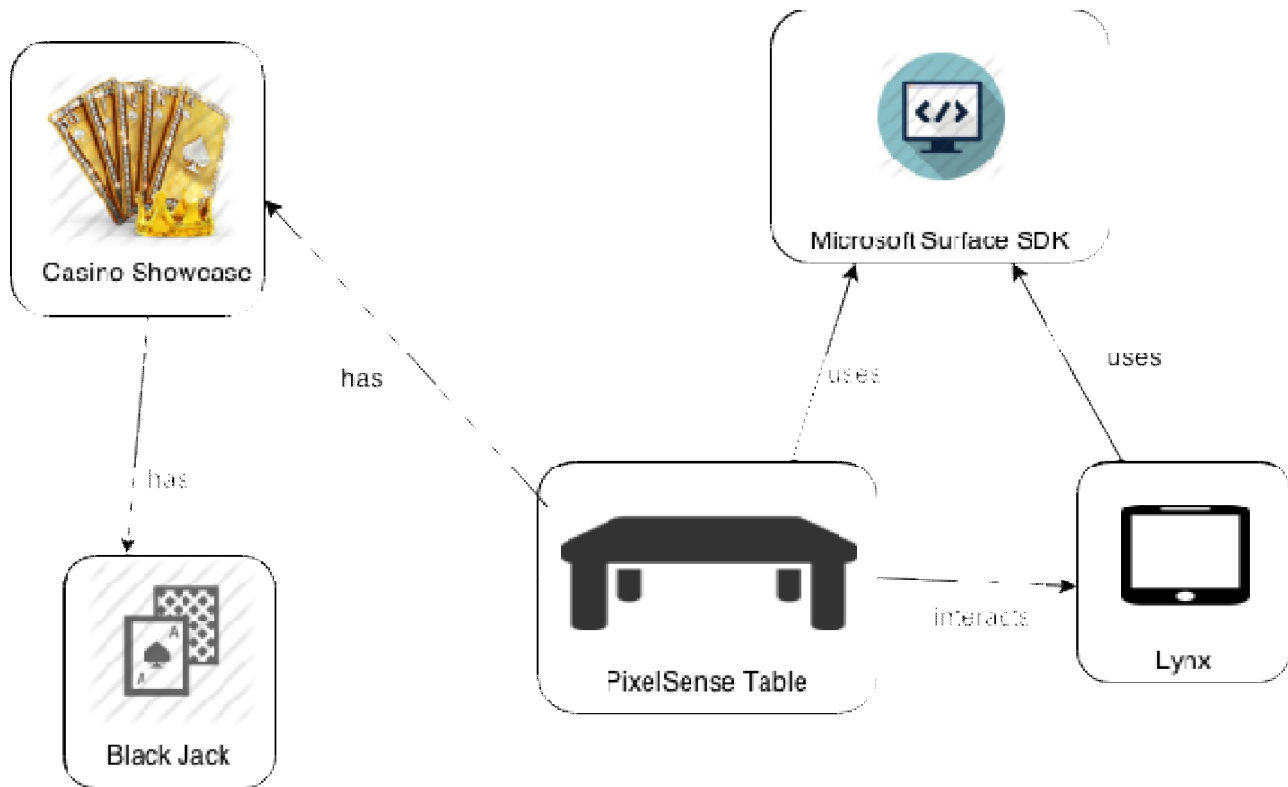 Microsoft Surface SDK
Casino Showcase
uses
has
uses
has
interacts
Lynx
PixelSense Table
Black Jack
A
A